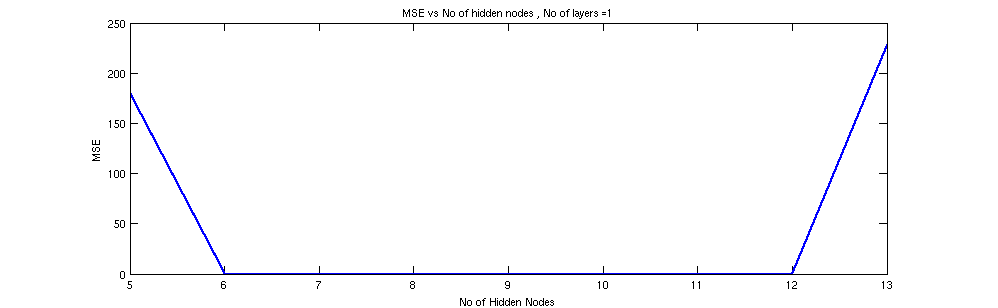 MSE vs No of hidden nodes , No of layers =1
250
200
150
100
50
0
MSE
5 6 7 8 9 10 11 12 13
No of Hidden Nodes